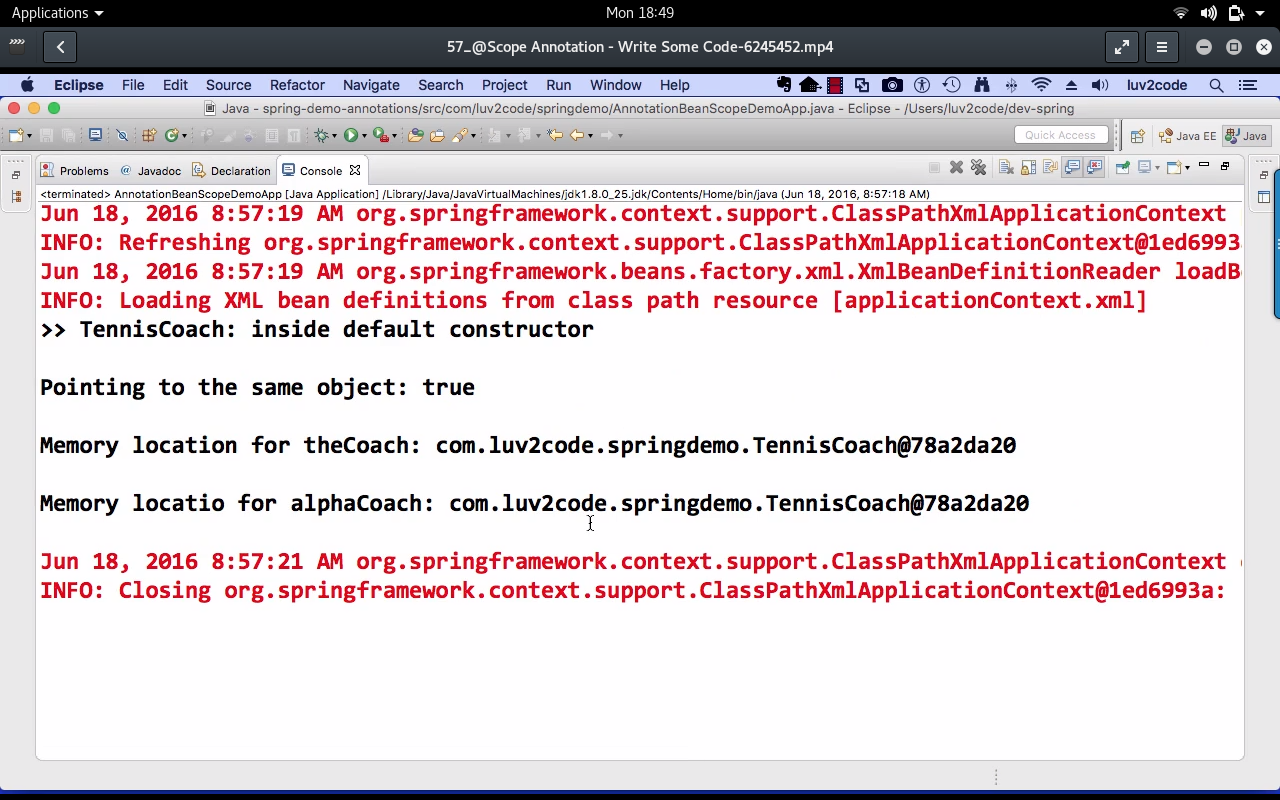 Applications
Mon 18:49
57_@Scope Annotation - Write Some Code-6245452.mp4
Eclipse File Edit Source Refactor Navigate Search Project Run Window Help luv2code
Java - spring-demo-annotations/src/com/luv2code/springdemo/AnnotationBeanScopeDemoApp.java - Eclipse - /Users/luv2code/dev-spring
Quick Access Java EE Java
Problems @ Javadoc Declaration Console
<terminated> AnnotationBeanScopeDemoApp [Java Application] /Library/Java/JavaVirtualMachines/jdk1.8.0_25.jdk/Contents/Home/bin/java (Jun 18, 2016, 8:57:18 AM)
Jun 18, 2016 8:57:19 AM org.springframework.context.support.ClassPathXmlApplicationContext
INFO: Refreshing org.springframework.context.support.ClassPathXmlApplicationContext@1ed6993
Jun 18, 2016 8:57:19 AM org.springframework.beans.factory.xml.XmlBeanDefinitionReader loadB
INFO: Loading XML bean definitions from class path resource [applicationContext.xml]
>> TennisCoach: inside default constructor
Pointing to the same object: true
Memory location for theCoach: com.luv2code.springdemo.TennisCoach@78a2da20
Memory locatio for alphaCoach: com.luv2code.springdemo.TennisCoach@78a2da20
Jun 18, 2016 8:57:21 AM org.springframework.context.support.ClassPathXmlApplicationContext
INFO: Closing org.springframework.context.support.ClassPathXmlApplicationContext@1ed6993a: